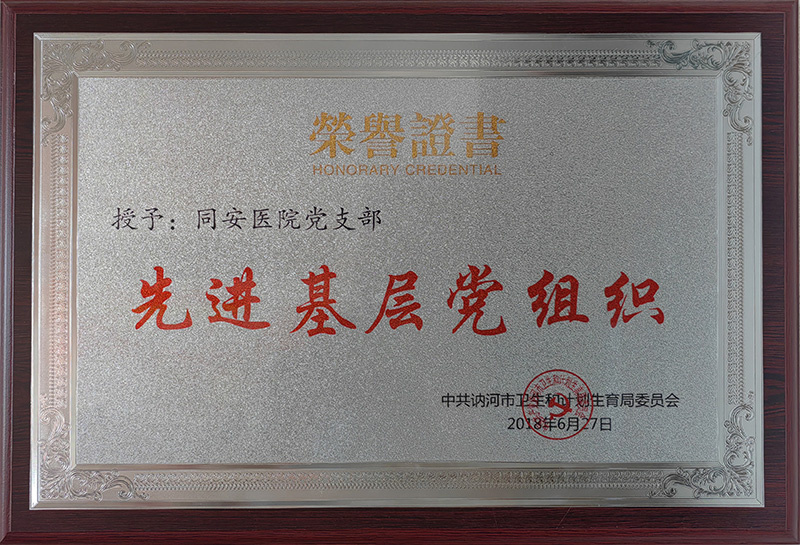 榮譽證書
HONORARY CREDENTIAL
授予：同安医院党支部
先进基层党组织
中共讷河市卫生和计划生育局委员会
2018年6月27日